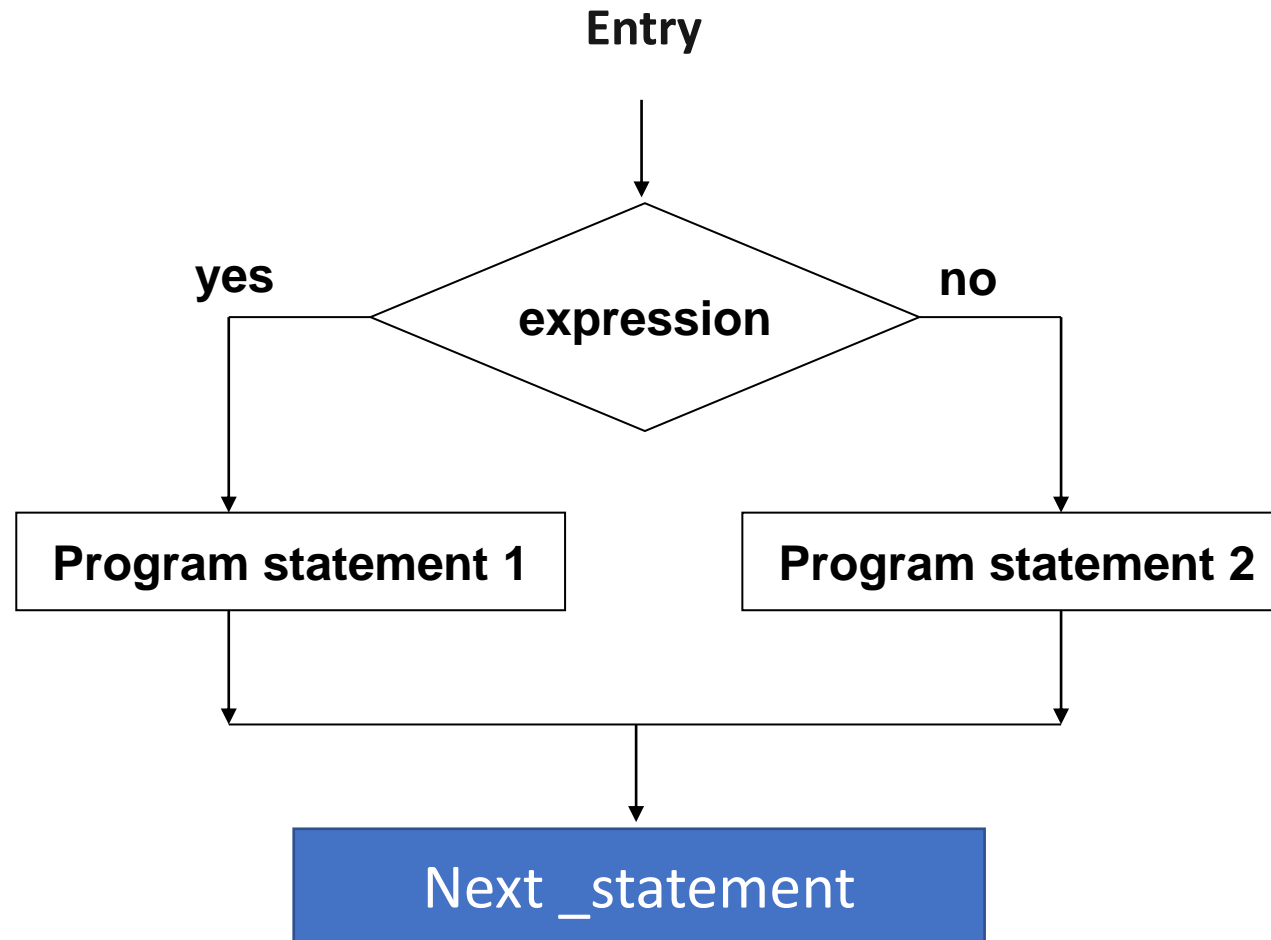 Entry
yes
no
expression
Program statement 1
Program statement 2
Next _statement